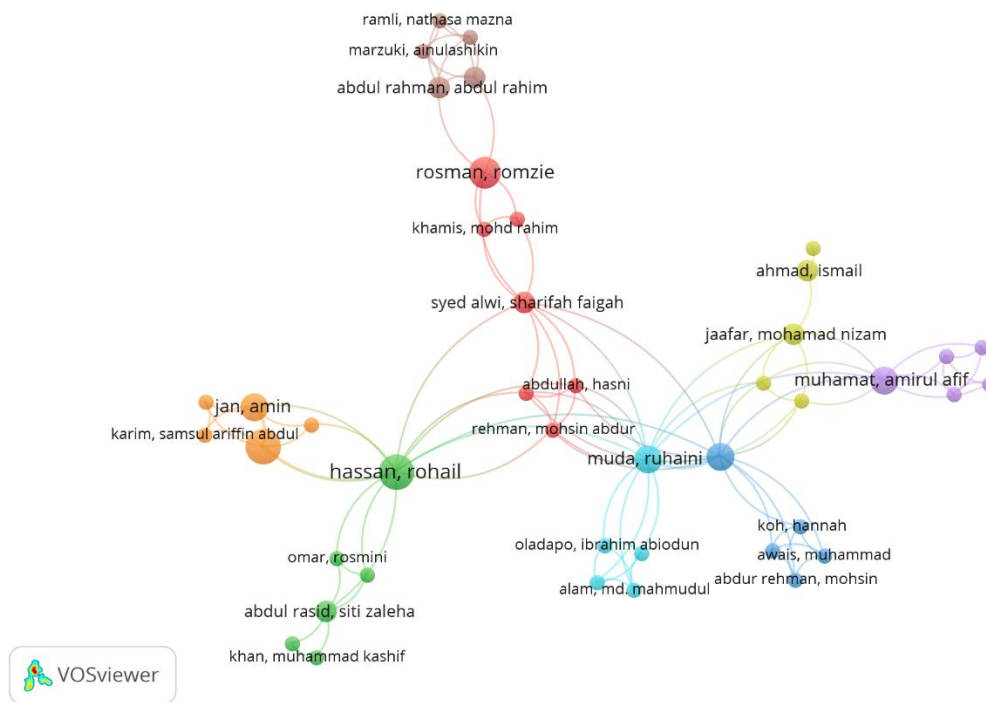 ramli, nathasa mazna
marzuki, ainulashikin
abdul rahman, abdul rahim
rosman, romzie
khamis, mohd rahim
ahmad, ismail
syed alwi, sharifah faigah
jaafar, mohamad nizam
muhamat, amirul afif
abdullah, hasni
jan, amin
rehman, mohsin abdur
karim, samsul ariffin abdul
muda, ruhaini
hassan, rohail
koh, hannah
oladapo, ibrahim abiodun
awais, muhammad
omar, rosmini
abdur rehman, mohsin
alam, md. mahmudul
abdul rasid, siti zaleha
khan, muhammad kashif
VOSviewer